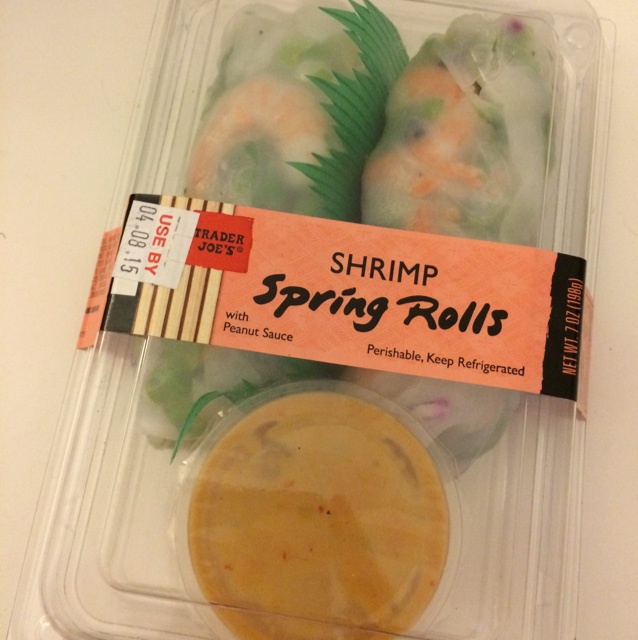 USE BY
04.08.15
TRADER
JOE'S®
SHRIMP
Spring Rolls
with
Peanut Sauce
Perishable, Keep Refrigerated
NET WT. 7 OZ (198g)